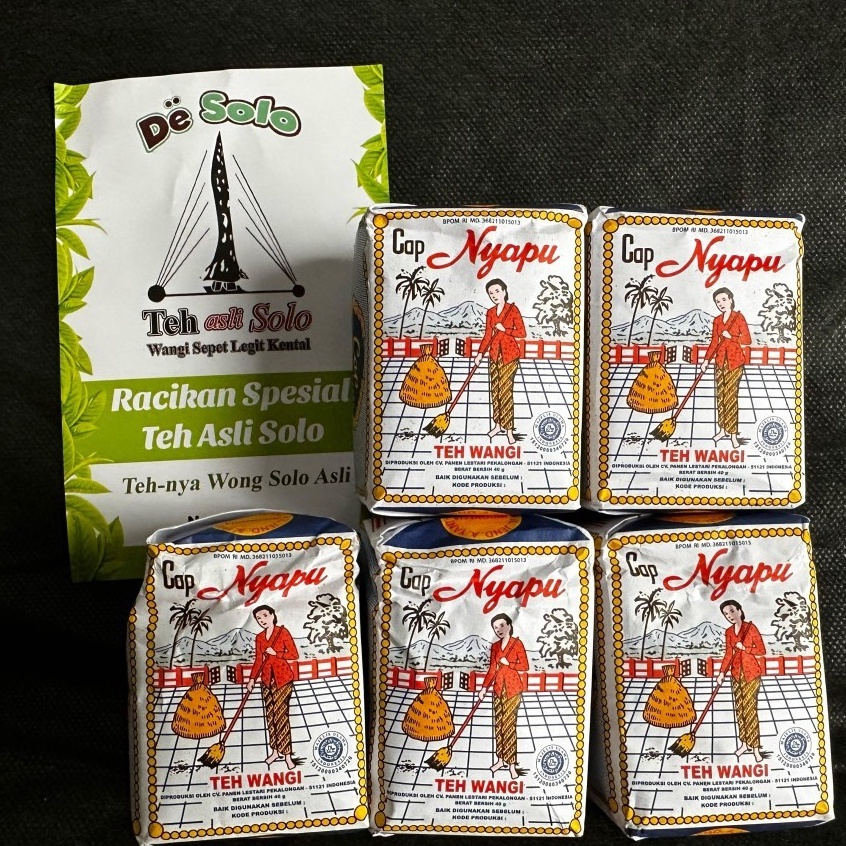 Dë Solo
Teh asli Solo
Wangi Sepet Legit Kental
Racikan Spesial
Teh Asli Solo
Teh-nya Wong Solo Asli
BPOM RI MD. 368211015013
Cap Nyapu
TEH WANGI
DIPRODUKSI OLEH CV. PANEN LESTARI PEKALONGAN - 51121 INDONESIA
BERAT BERSIH 40 g
BAIK DIGUNAKAN SEBELUM :
KODE PRODUKSI :
BPOM RI MD. 368211015013
Cap Nyapu
TEH WANGI
DIPRODUKSI OLEH CV. PANEN LESTARI PEKALONGAN - 51121 INDONESIA
BERAT BERSIH 40 g
BAIK DIGUNAKAN SEBELUM :
KODE PRODUKSI :
BPOM RI MD. 368211015013
Cap Nyapu
TEH WANGI
DIPRODUKSI OLEH CV. PANEN LESTARI PEKALONGAN - 51121 INDONESIA
BERAT BERSIH 40 g
BAIK DIGUNAKAN SEBELUM :
KODE PRODUKSI :
BPOM RI MD. 368211015013
Cap Nyapu
TEH WANGI
DIPRODUKSI OLEH CV. PANEN LESTARI PEKALONGAN - 51121 INDONESIA
BERAT BERSIH 40 g
BAIK DIGUNAKAN SEBELUM :
KODE PRODUKSI :
BPOM RI MD. 368211015013
Cap Nyapu
TEH WANGI
DIPRODUKSI OLEH CV. PANEN LESTARI PEKALONGAN - 51121 INDONESIA
BERAT BERSIH 40 g
BAIK DIGUNAKAN SEBELUM :
KODE PRODUKSI :